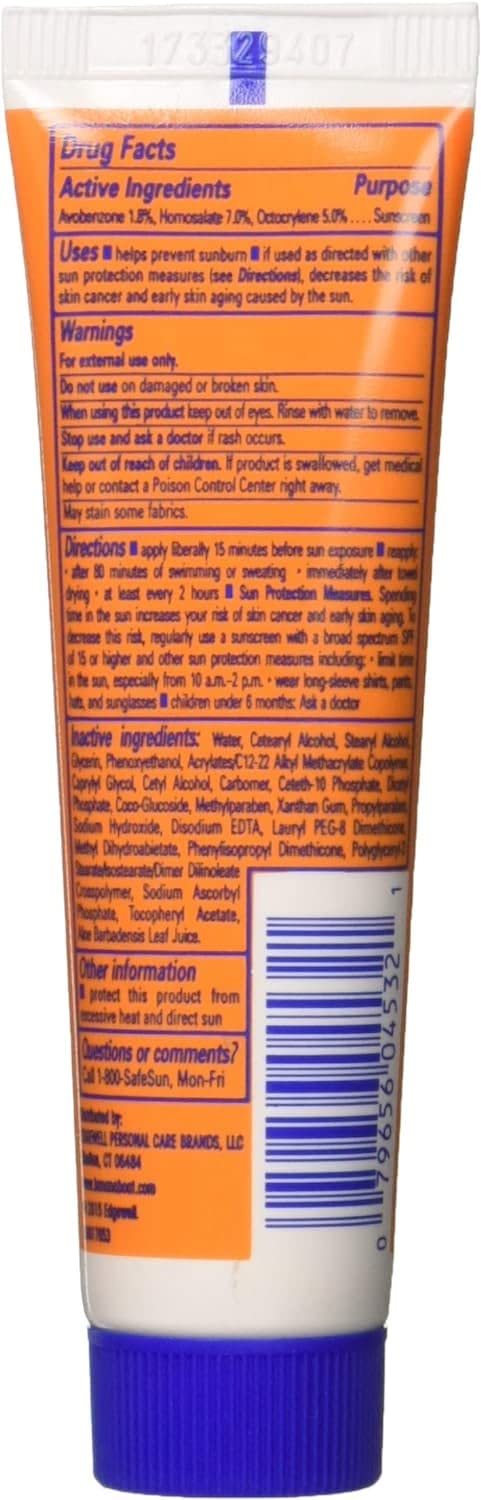 173329407
Drug Facts
Active Ingredients Purpose
Avobenzone 1.8%, Homosalate 7.0%, Octocrylene 5.0% .... Sunscreen
Uses ■ helps prevent sunburn ■ if used as directed with other
sun protection measures (see Directions), decreases the risk of
skin cancer and early skin aging caused by the sun.
Warnings
For external use only.
Do not use on damaged or broken skin.
When using this product keep out of eyes. Rinse with water to remove.
Stop use and ask a doctor if rash occurs.
Keep out of reach of children. If product is swallowed, get medical
help or contact a Poison Control Center right away.
May stain some fabrics.
Directions ■ apply liberally 15 minutes before sun exposure ■ reapply:
• after 80 minutes of swimming or sweating • immediately after towel
drying • at least every 2 hours ■ Sun Protection Measures. Spending
time in the sun increases your risk of skin cancer and early skin aging. To
decrease this risk, regularly use a sunscreen with a broad spectrum SPF
of 15 or higher and other sun protection measures including: • limit time
in the sun, especially from 10 a.m.-2 p.m. • wear long-sleeve shirts, pants,
hats, and sunglasses ■ children under 6 months: Ask a doctor
Inactive ingredients: Water, Cetearyl Alcohol, Stearyl Alcohol,
Glycerin, Phenoxyethanol, Acrylates/C12-22 Alkyl Methacrylate Copolymer,
Caprylyl Glycol, Cetyl Alcohol, Carbomer, Ceteth-10 Phosphate, Dicetyl
Phosphate, Coco-Glucoside, Methylparaben, Xanthan Gum, Propylparaben,
Sodium Hydroxide, Disodium EDTA, Lauryl PEG-8 Dimethicone,
Methyl Dihydroabietate, Phenylisopropyl Dimethicone, Polyglyceryl-3
Stearate/Isostearate/Dimer Dilinoleate
Crosspolymer, Sodium Ascorbyl
Phosphate, Tocopheryl Acetate,
Aloe Barbadensis Leaf Juice.
Other information
■ protect this product from
excessive heat and direct sun
Questions or comments?
Call 1-800-SafeSun, Mon-Fri
Distributed by:
EDGEWELL PERSONAL CARE BRANDS, LLC
Shelton, CT 06484
www.bananaboat.com
© 2015 Edgewell.
0 79656 04532 1